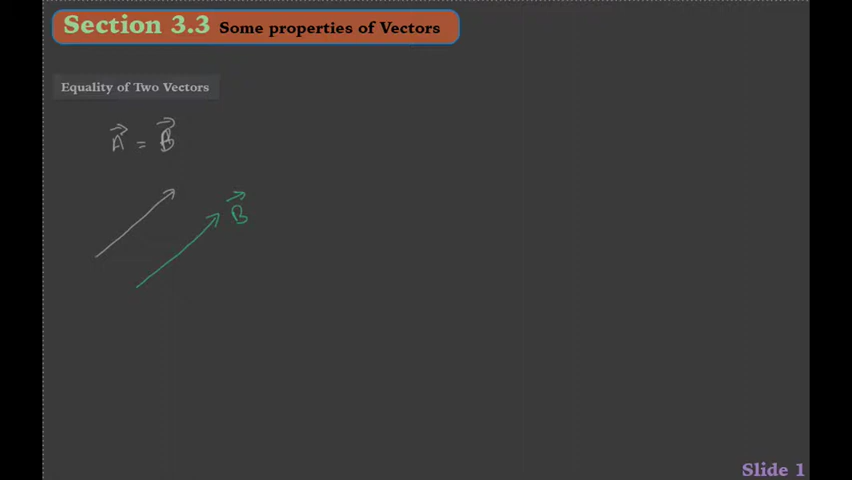 Section 3.3 Some properties of Vectors
Equality of Two Vectors
A⃗ = B⃗
B⃗
Slide 1